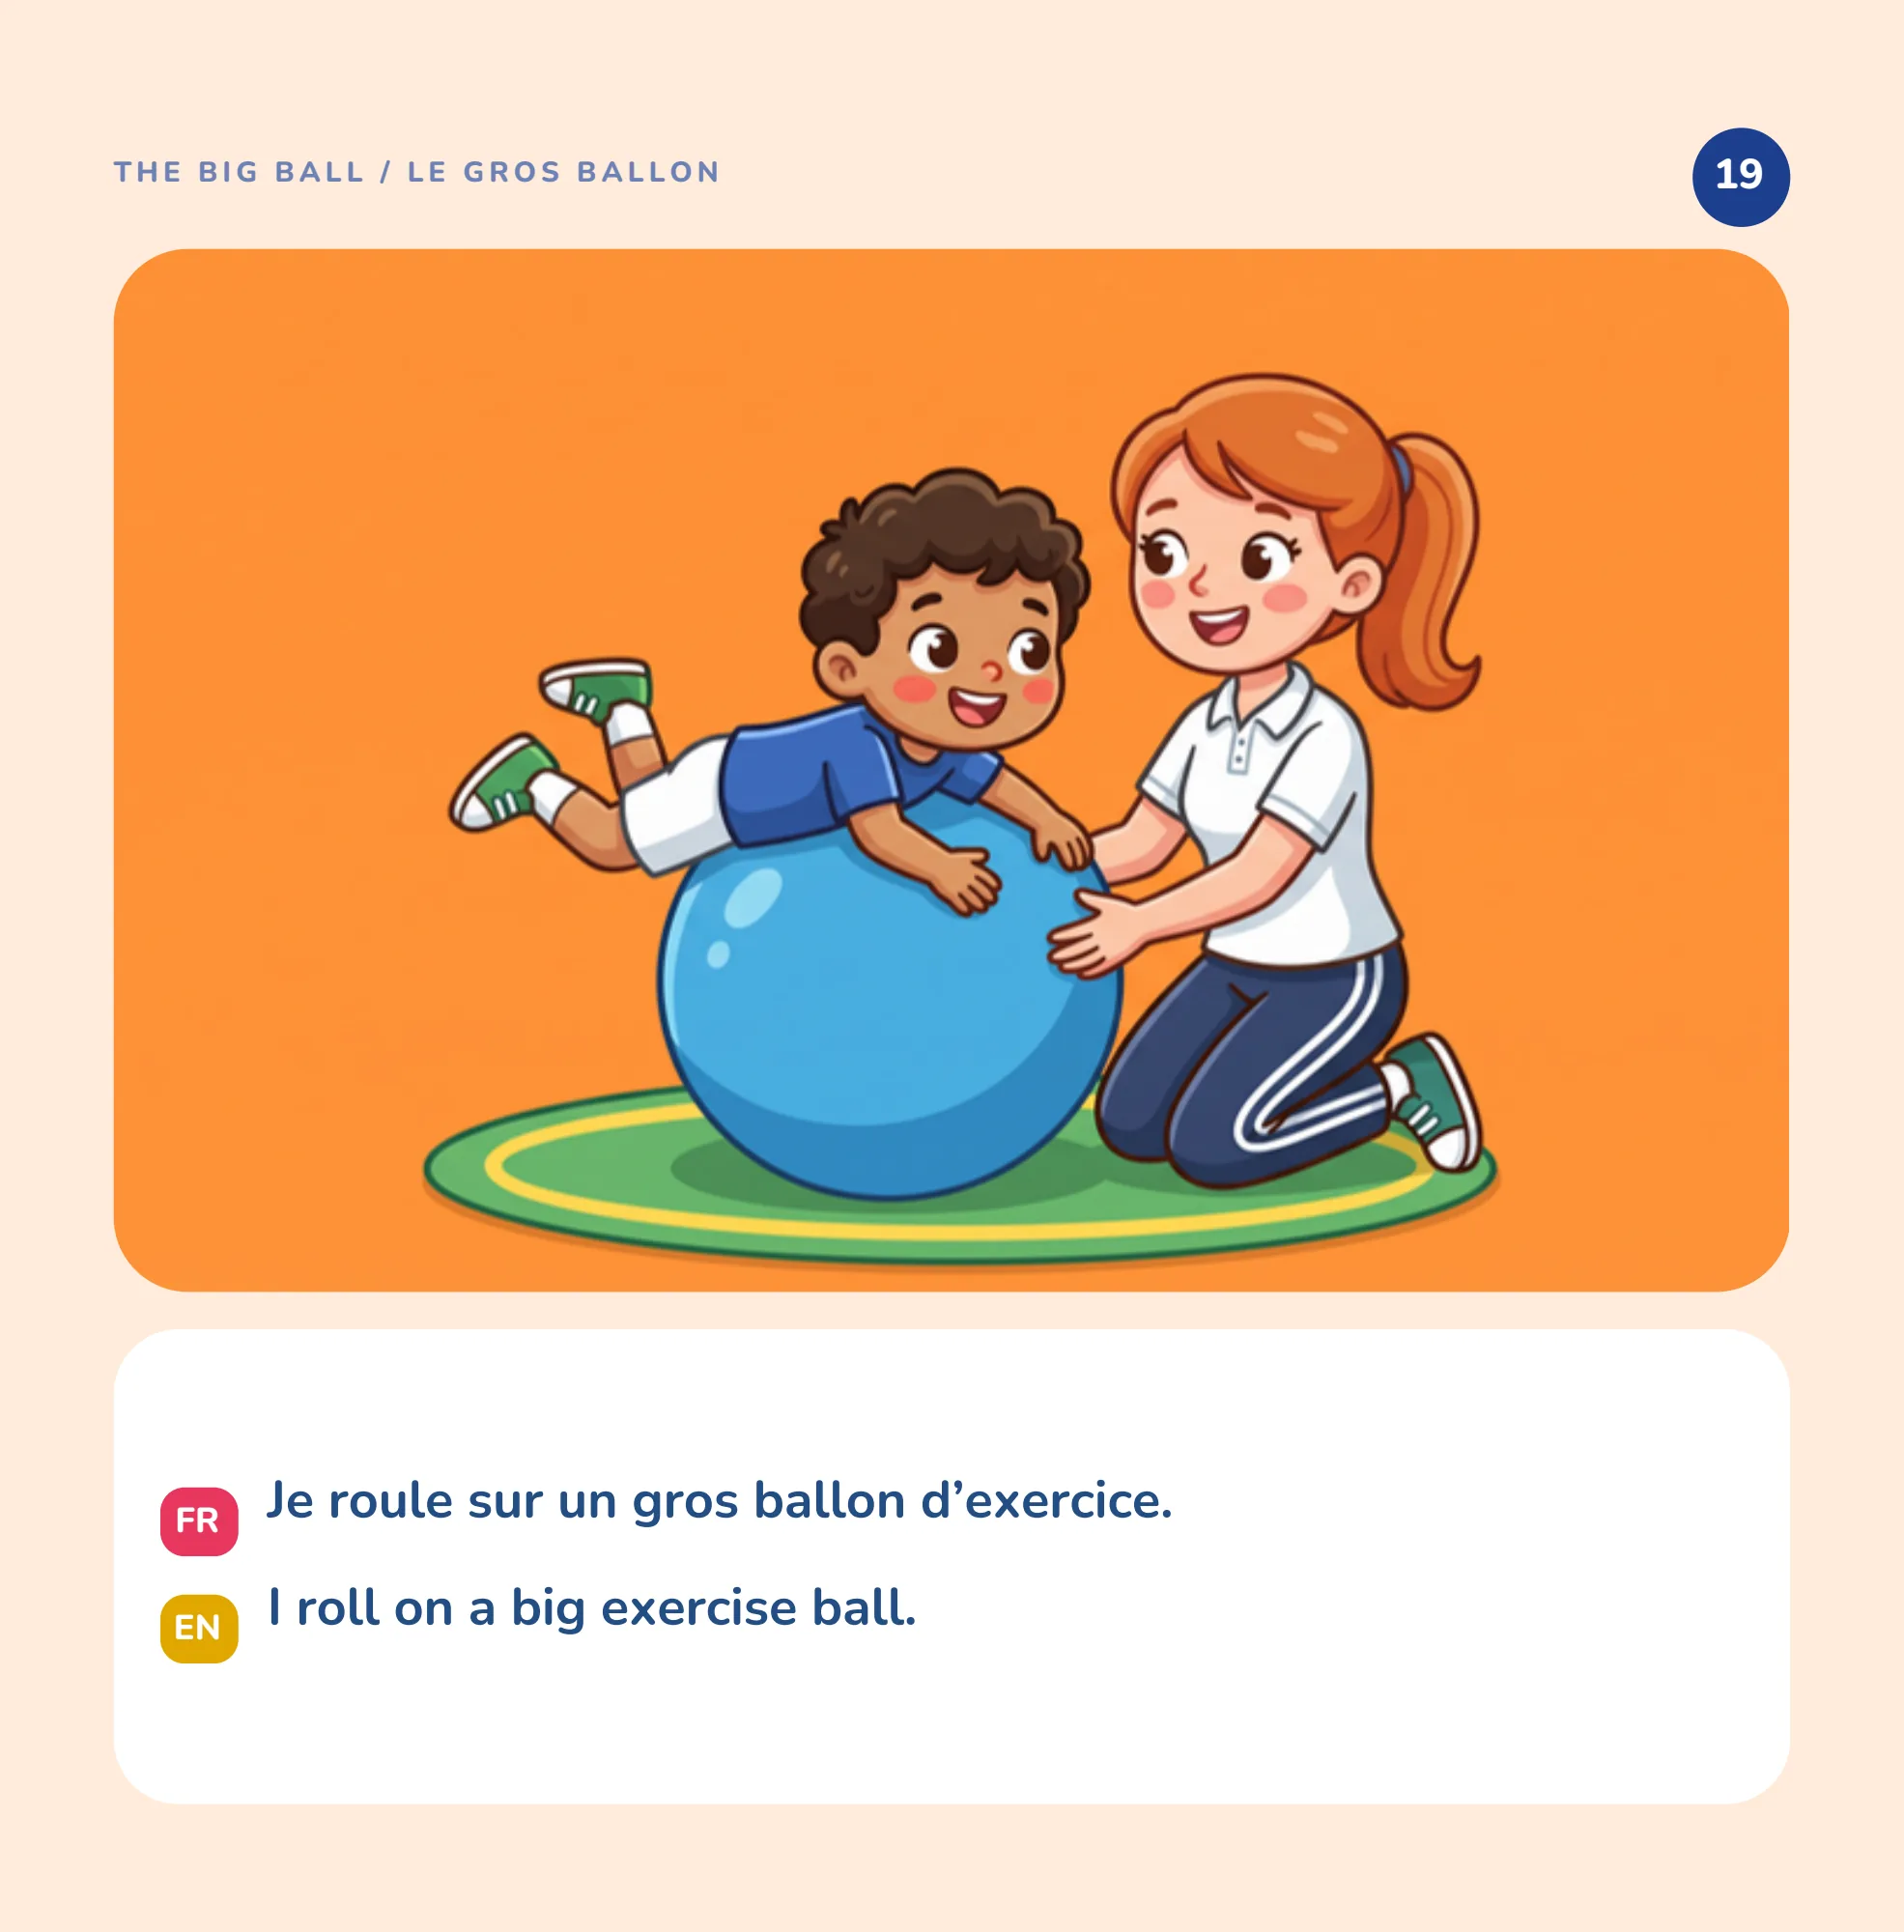 THE BIG BALL / LE GROS BALLON
19
FR Je roule sur un gros ballon d’exercice.
EN I roll on a big exercise ball.